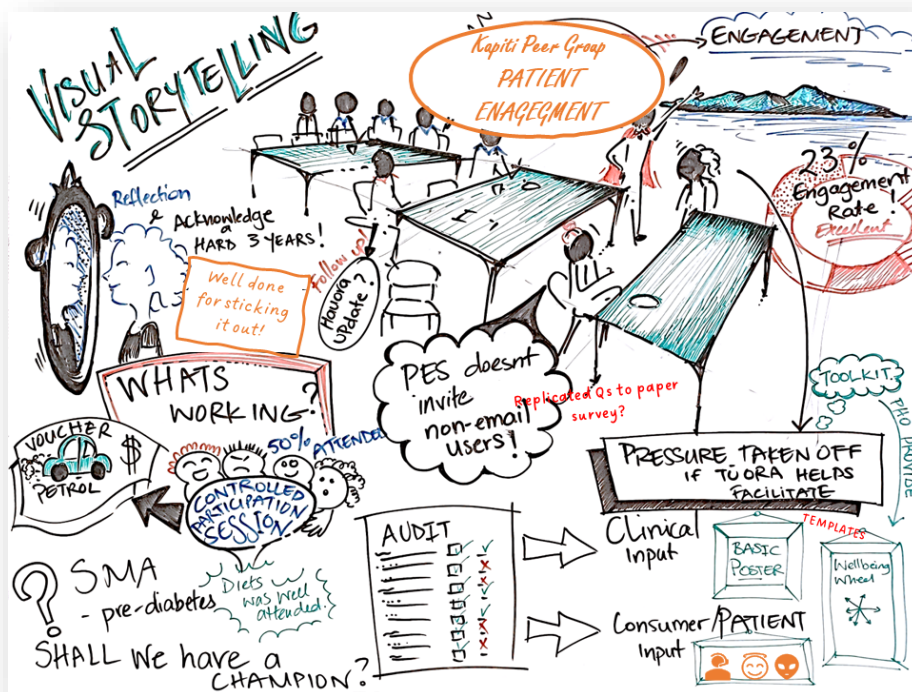 VISUAL
STORYTELLING
Kapiti Peer Group
PATIENT
ENAGEGMENT
ENGAGEMENT
23%
Engagement
Rate!
Excellent
Reflection
&
Acknowledge
a
HARD 3 YEARS!
Well done
for sticking
it out!
Follow up!
Hauora
UPDATE?
WHATS
WORKING?
VOUCHER
$
PETROL
50% ATTENDED
CONTROLLED
PARTICIPATION
SESSION
PES doesnt
invite
non-email
users!
Replicated Qs to paper
survey?
TOOLKIT
PHO PROVIDE
PRESSURE TAKEN OFF
IF TŪORA HELPS
FACILITATE
TEMPLATES
? SMA
- pre-diabetes
Diets
was well
attended.
SHALL We have a
CHAMPION?
AUDIT
Clinical
Input
Consumer/PATIENT
Input
BASIC
POSTER
Wellbeing
Wheel